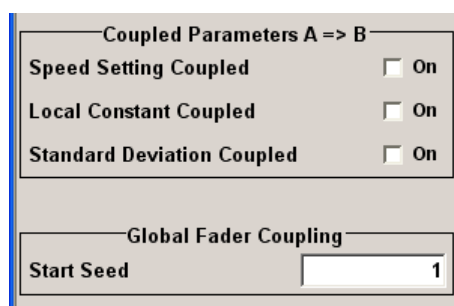 Coupled Parameters A => B
Speed Setting Coupled On
Local Constant Coupled On
Standard Deviation Coupled On
Global Fader Coupling
Start Seed 1